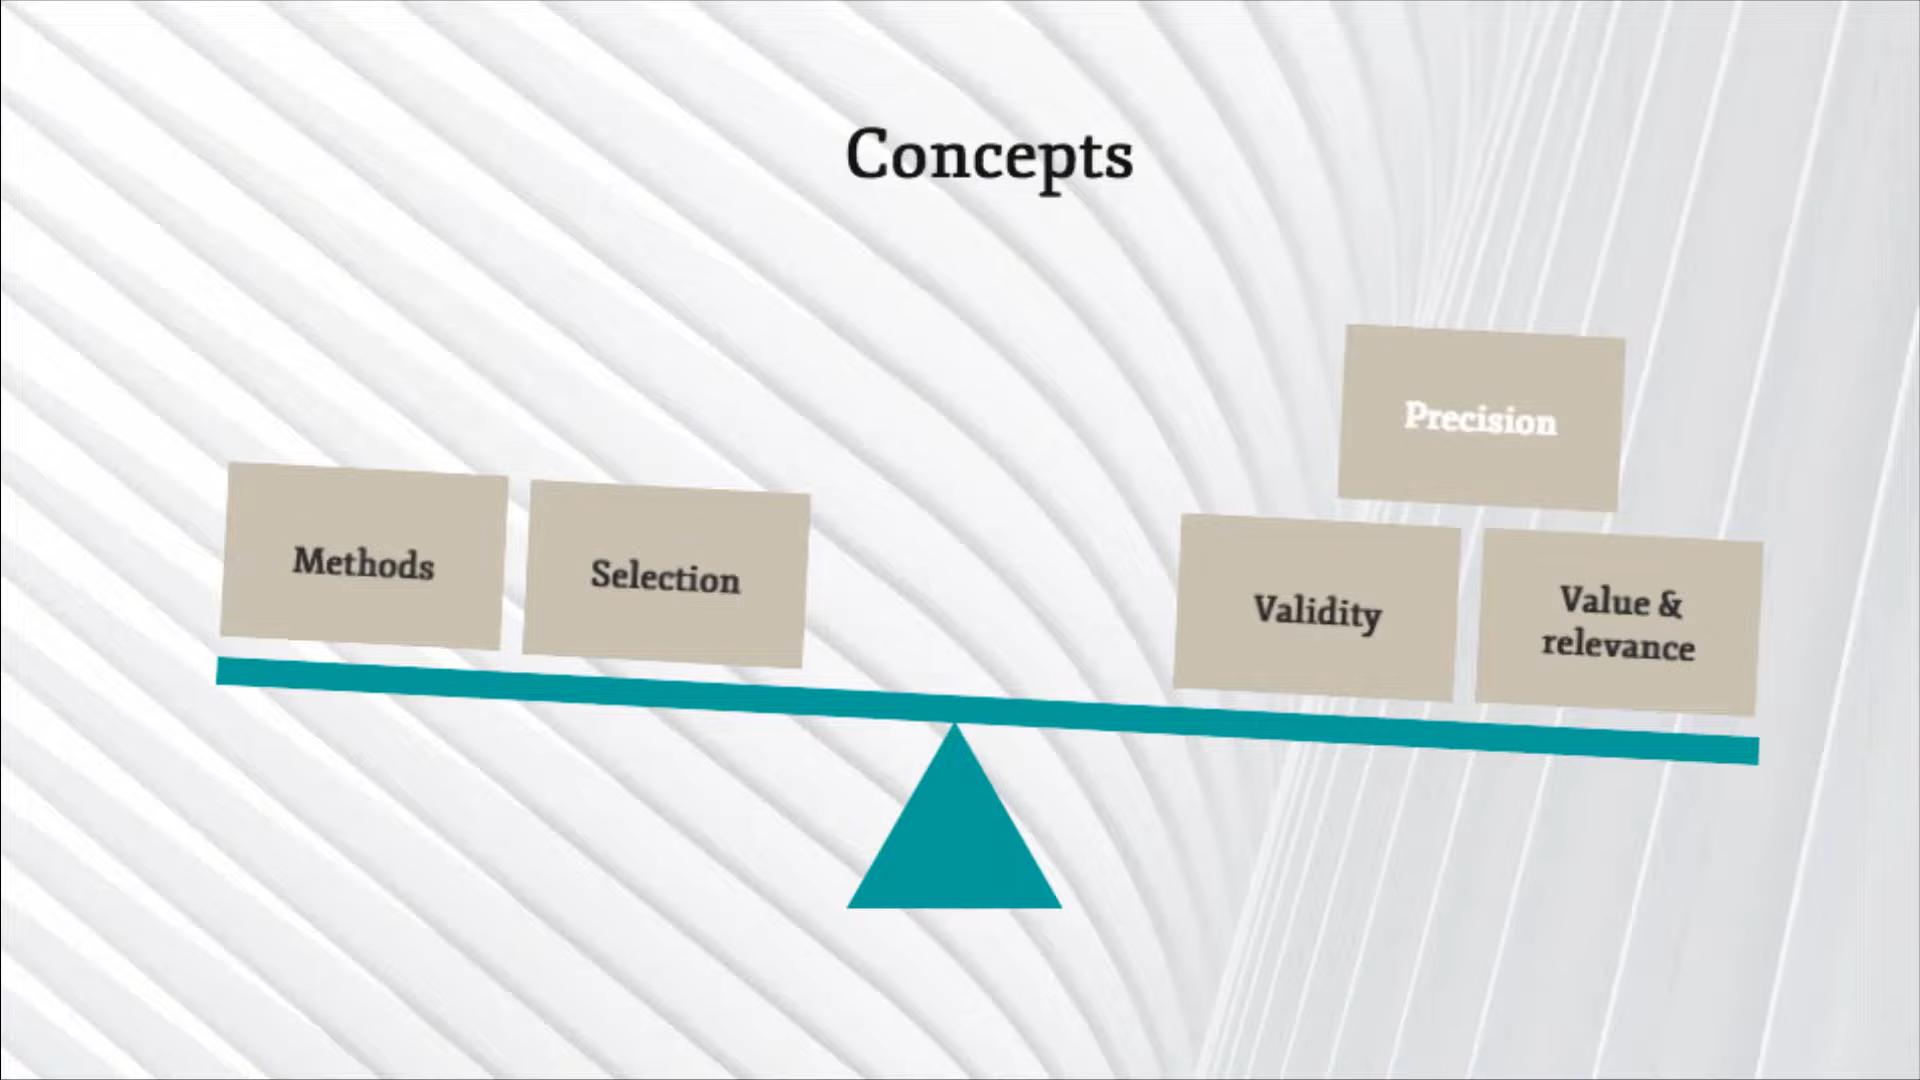 Concepts
Precision
Methods
Selection
Validity
Value &
relevance